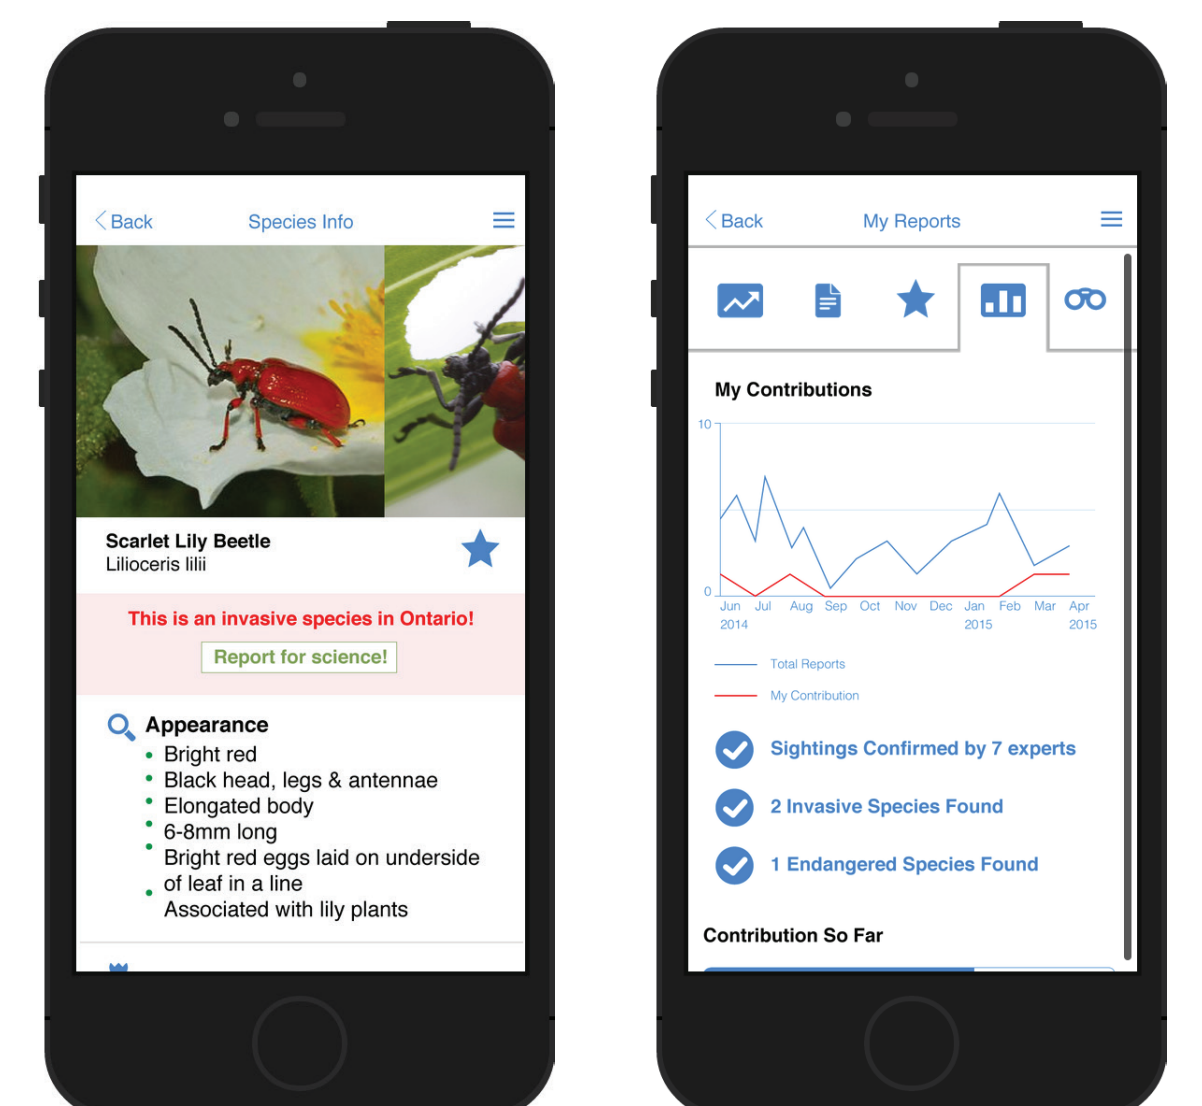 Back
Species Info
Scarlet Lily Beetle
Lilioceris lilii
This is an invasive species in Ontario!
Report for science!
Appearance
Bright red
Black head, legs & antennae
Elongated body
6-8mm long
Bright red eggs laid on underside
of leaf in a line
Associated with lily plants
Back
My Reports
My Contributions
10
0
Jun Jul Aug Sep Oct Nov Dec Jan Feb Mar Apr
2014 2015 2015
Total Reports
My Contribution
Sightings Confirmed by 7 experts
2 Invasive Species Found
1 Endangered Species Found
Contribution So Far